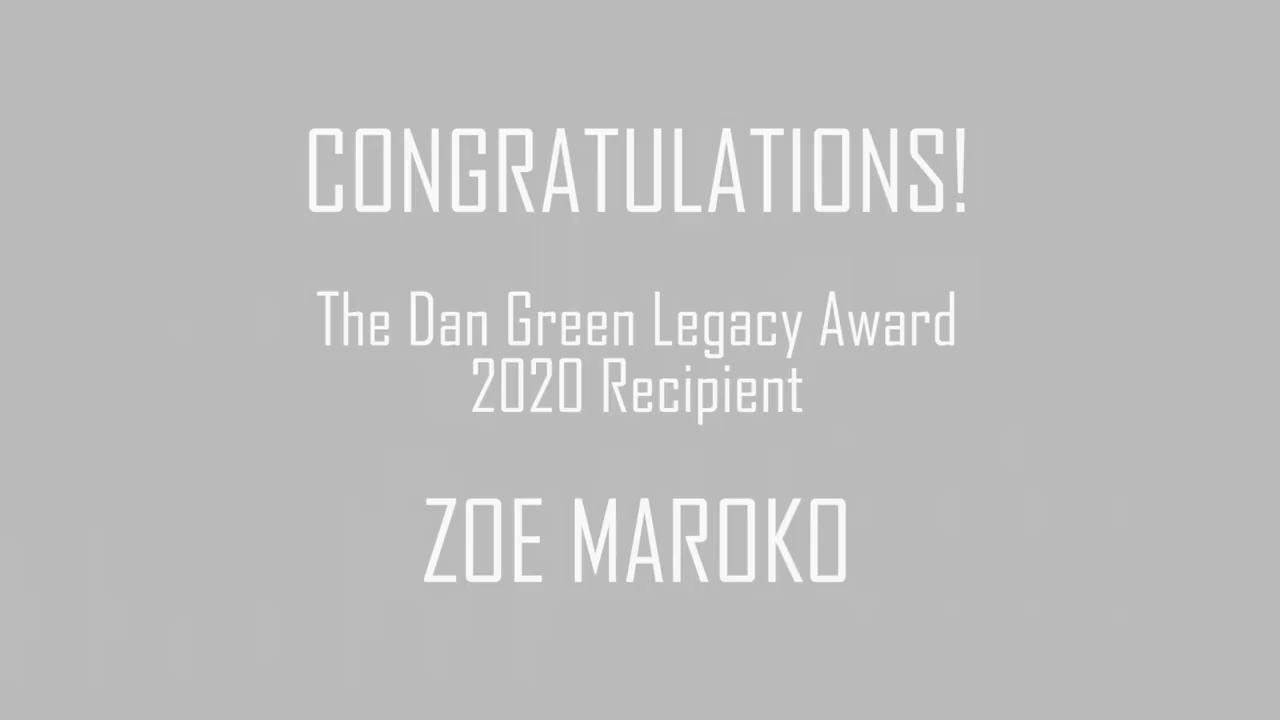 CONGRATULATIONS!
The Dan Green Legacy Award
2020 Recipient
ZOE MAROKO